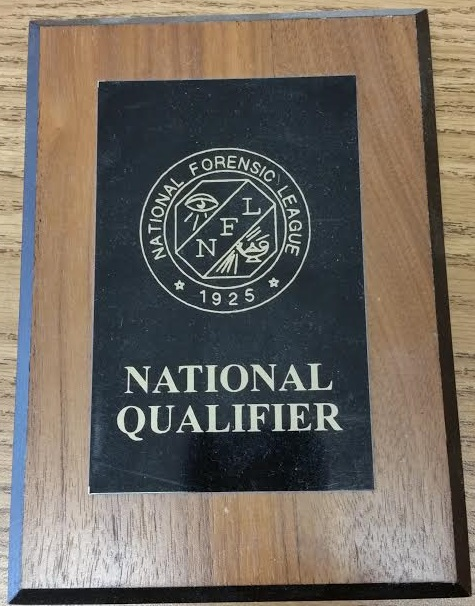 NATIONAL FORENSIC LEAGUE
L
F
N
1925
NATIONAL
QUALIFIER